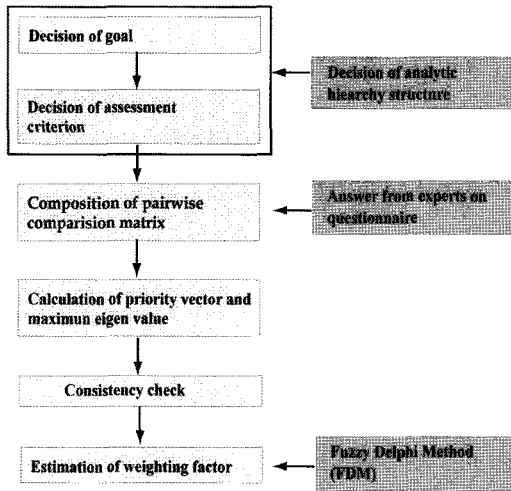 Decision of goal
Decision of analytic
hiearchy structure
Decision of assessment
criterion
Composition of pairwise
comparision matrix
Answer from experts on
questionnaire
Calculation of priority vector and
maximun eigen value
Consistency check
Estimation of weighting factor
Fuzzy Delphi Method
(FDM)